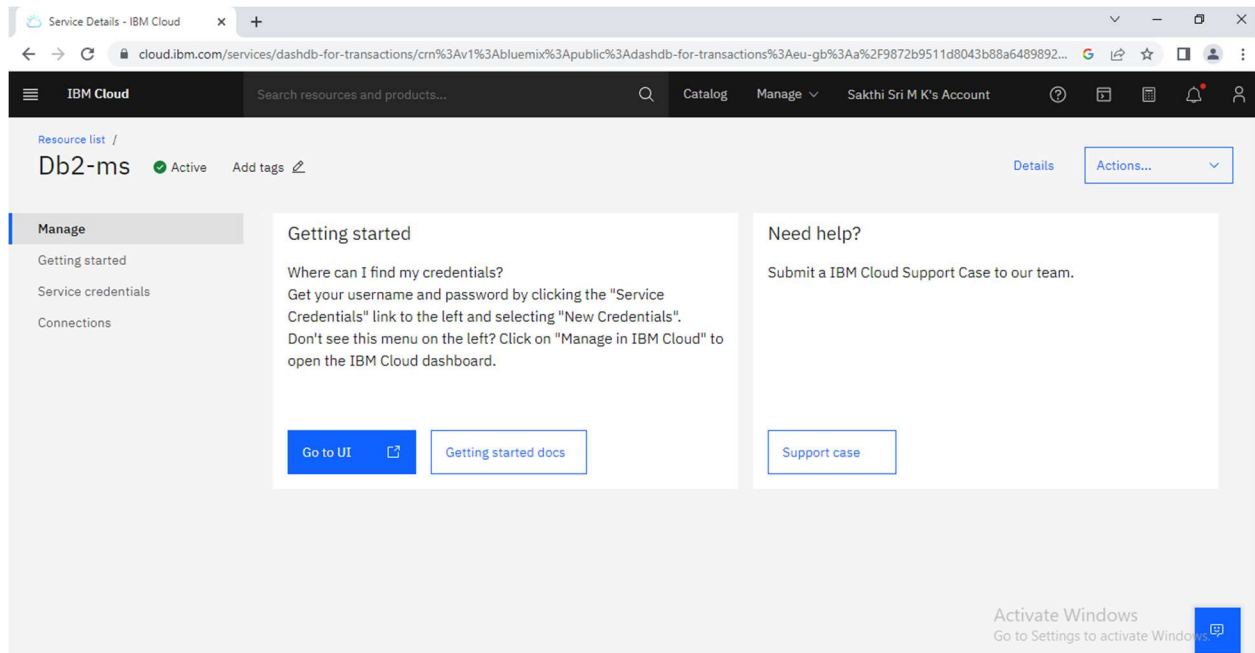 Service Details - IBM Cloud
cloud.ibm.com/services/dashdb-for-transactions/crn%3Av1%3Abluemix%3Apublic%3Adashdb-for-transactions%3Aeu-gb%3Aa%2F9872b9511d8043b88a6489892...
IBM Cloud
Search resources and products...
Catalog
Manage
Sakthi Sri M K's Account
Resource list /
Db2-ms
Active
Add tags
Details
Actions...
Manage
Getting started
Service credentials
Connections
Getting started
Where can I find my credentials?
Get your username and password by clicking the "Service
Credentials" link to the left and selecting "New Credentials".
Don't see this menu on the left? Click on "Manage in IBM Cloud" to
open the IBM Cloud dashboard.
Go to UI
Getting started docs
Need help?
Submit a IBM Cloud Support Case to our team.
Support case
Activate Windows
Go to Settings to activate Windows.